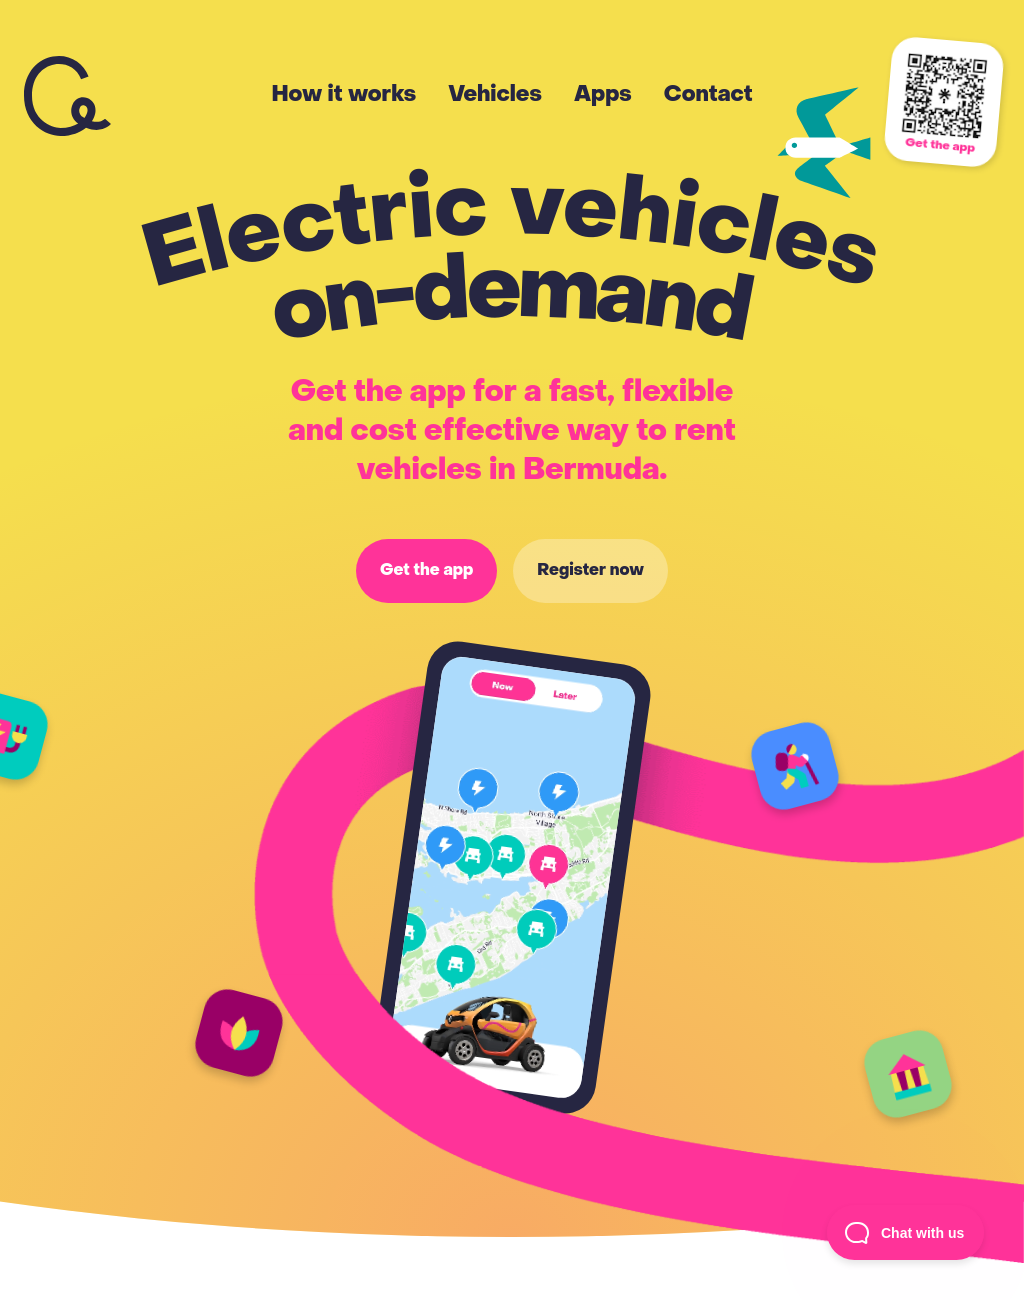 How it works
Vehicles
Apps
Contact
Get the app
Electric vehicles
on-demand
Get the app for a fast, flexible
and cost effective way to rent
vehicles in Bermuda.
Get the app
Register now
Now
Later
Village
Chat with us